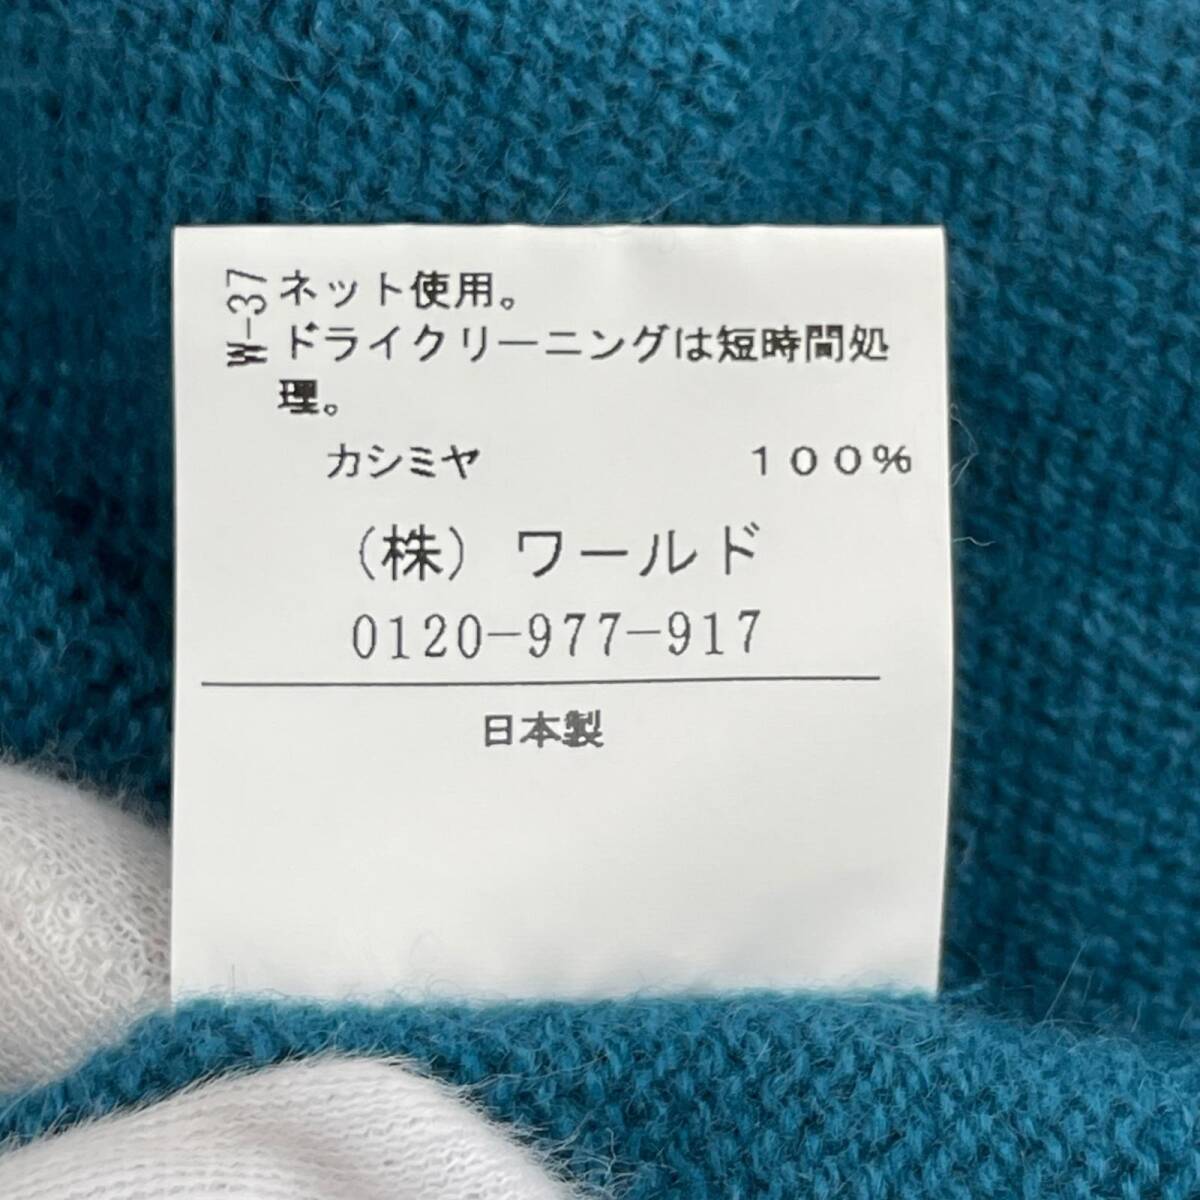 W-37
ネット使用。
ドライクリーニングは短時間処
理。
カシミヤ 100%
(株) ワールド
0120-977-917
日本製